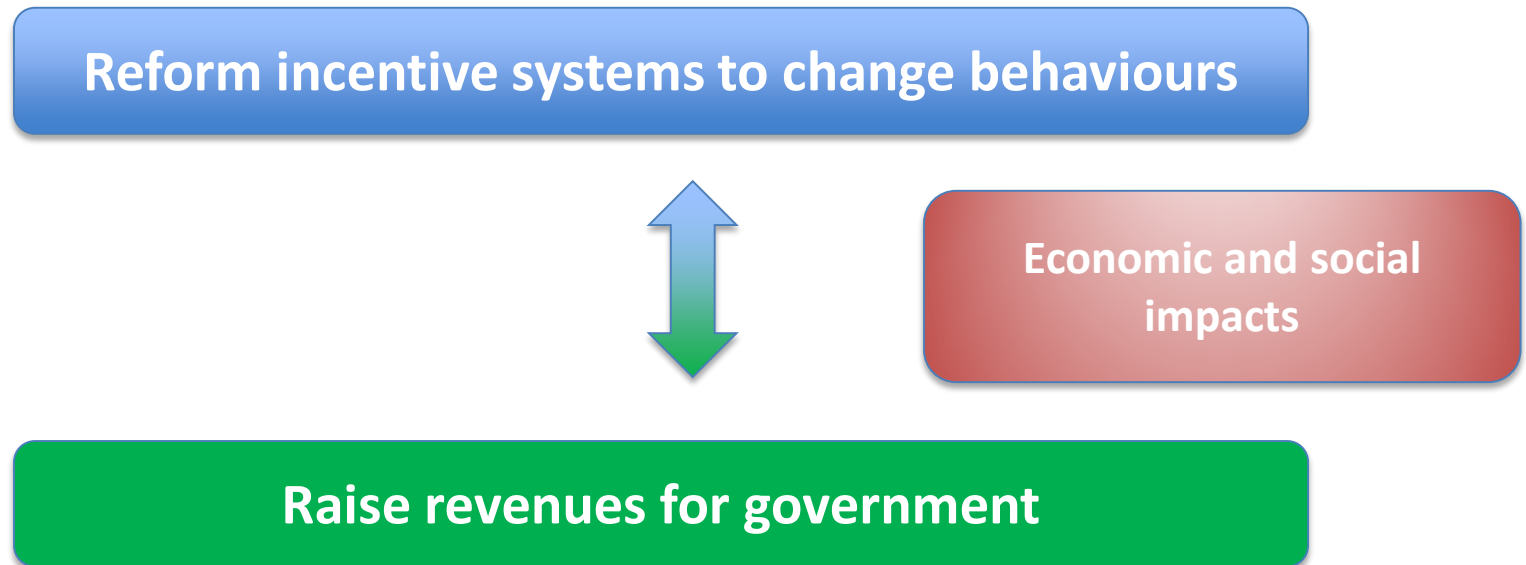 Reform incentive systems to change behaviours
Economic and social
impacts
Raise revenues for government